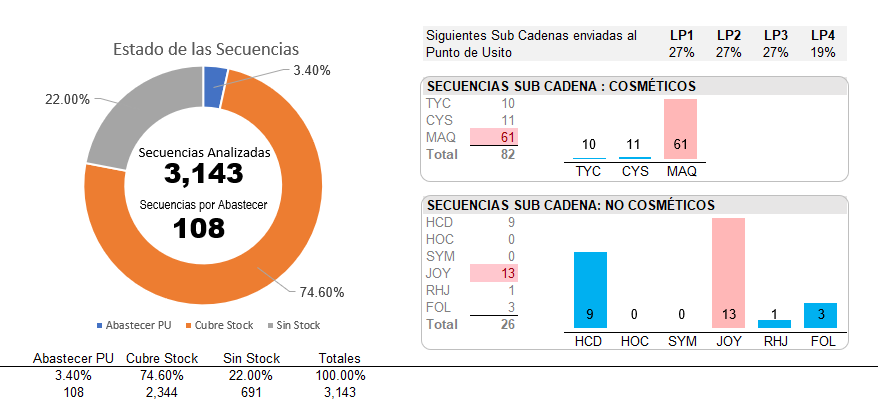 Estado de las Secuencias
3.40%
22.00%
Secuencias Analizadas
3,143
Secuencias por Abastecer
108
74.60%
Abastecer PU Cubre Stock Sin Stock
Abastecer PU Cubre Stock Sin Stock Totales
3.40% 74.60% 22.00% 100.00%
108 2,344 691 3,143
Siguientes Sub Cadenas enviadas al LP1 LP2 LP3 LP4
Punto de Usito 27% 27% 27% 19%
SECUENCIAS SUB CADENA : COSMÉTICOS
TYC 10
CYS 11
MAQ 61
Total 82
10 11 61
TYC CYS MAQ
SECUENCIAS SUB CADENA: NO COSMÉTICOS
HCD 9
HOC 0
SYM 0
JOY 13
RHJ 1
FOL 3
Total 26
9 0 0 13 1 3
HCD HOC SYM JOY RHJ FOL